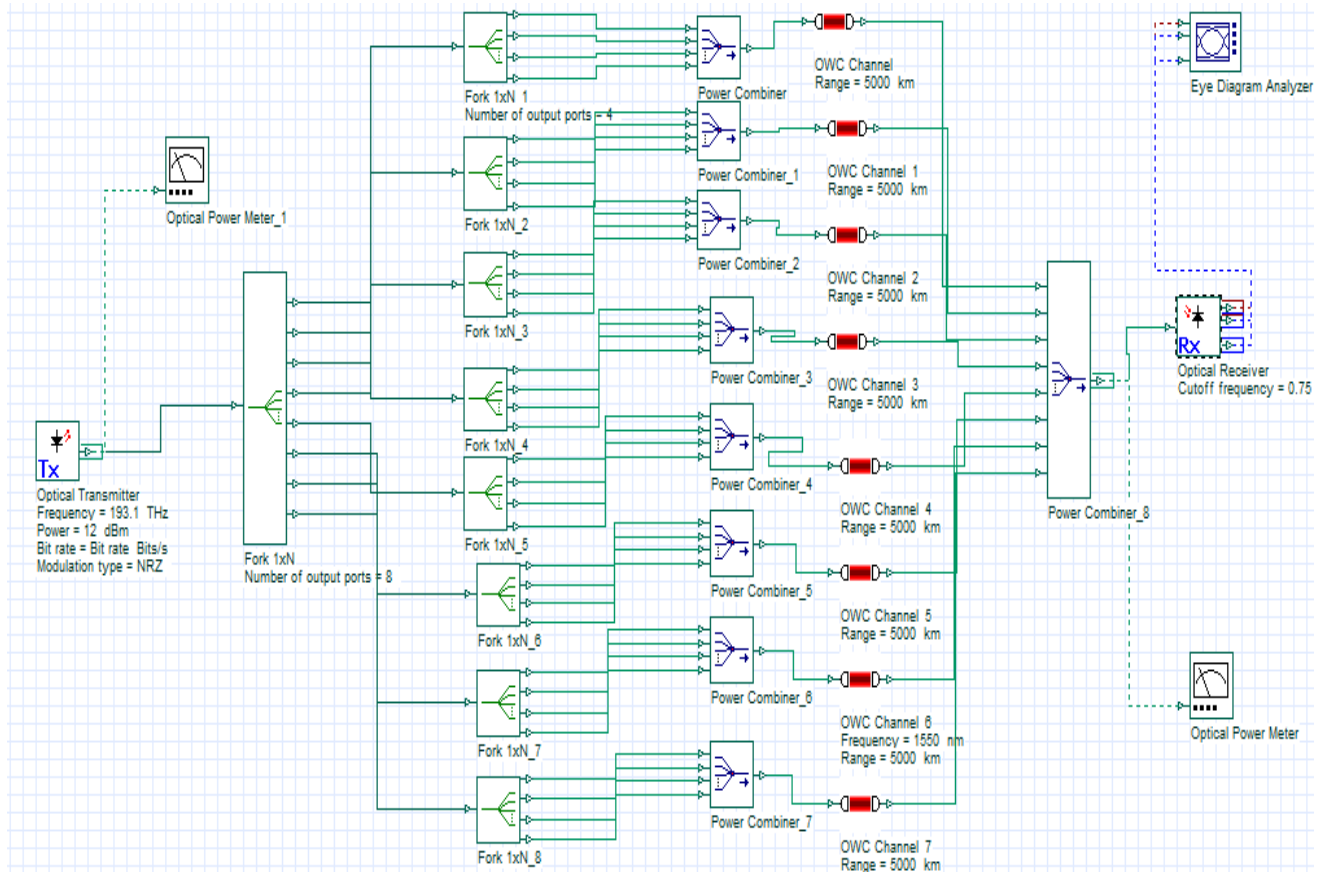 Eye Diagram Analyzer
Fork 1xN_1
Number of output ports = 4
Power Combiner
OWC Channel
Range = 5000 km
Power Combiner_1
OWC Channel 1
Range = 5000 km
Optical Power Meter_1
Fork 1xN_2
Power Combiner_2
OWC Channel 2
Range = 5000 km
Fork 1xN_3
Power Combiner_3
OWC Channel 3
Range = 5000 km
Rx
Optical Receiver
Cutoff frequency = 0.75
Fork 1xN_4
Tx
Optical Transmitter
Frequency = 193.1 THz
Power = 12 dBm
Bit rate = Bit rate Bits/s
Modulation type = NRZ
Power Combiner_4
OWC Channel 4
Range = 5000 km
Power Combiner_8
Fork 1xN_5
Fork 1xN
Number of output ports = 8
Power Combiner_5
OWC Channel 5
Range = 5000 km
Fork 1xN_6
Power Combiner_6
OWC Channel 6
Frequency = 1550 nm
Range = 5000 km
Optical Power Meter
Fork 1xN_7
Power Combiner_7
OWC Channel 7
Range = 5000 km
Fork 1xN_8